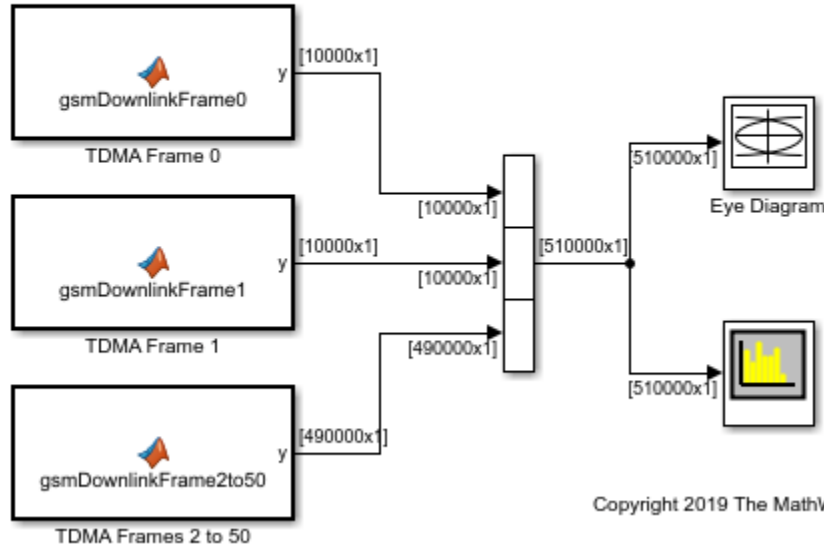 [10000x1]
y
gsmDownlinkFrame0
TDMA Frame 0
[10000x1]
[10000x1]
y
gsmDownlinkFrame1
[10000x1]
TDMA Frame 1
[490000x1]
[490000x1]
y
gsmDownlinkFrame2to50
TDMA Frames 2 to 50
[510000x1]
[510000x1]
Eye Diagram
[510000x1]
Copyright 2019 The